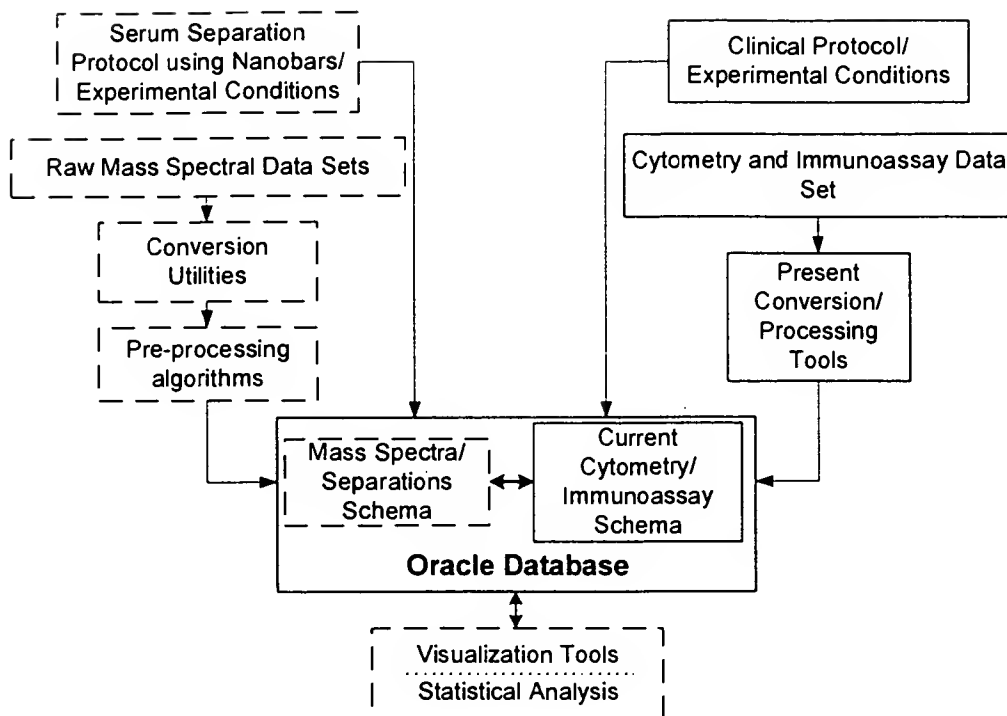 Serum Separation
Protocol using Nanobars/
Experimental Conditions
Clinical Protocol/
Experimental Conditions
Raw Mass Spectral Data Sets
Cytometry and Immunoassay Data
Set
Conversion
Utilities
Present
Conversion/
Processing
Tools
Pre-processing
algorithms
Mass Spectra/
Separations
Schema
Current
Cytometry/
Immunoassay
Schema
Oracle Database
Visualization Tools
Statistical Analysis